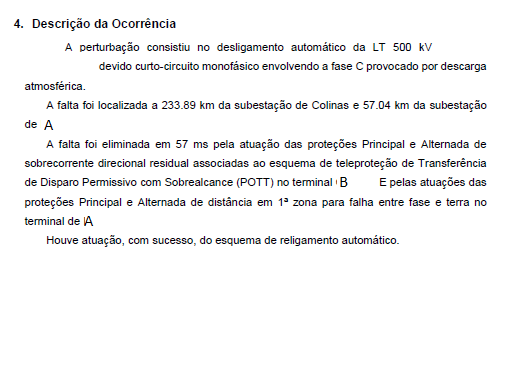 4. Descrição da Ocorrência
A perturbação consistiu no desligamento automático da LT 500 kV
devido curto-circuito monofásico envolvendo a fase C provocado por descarga
atmosférica.
A falta foi localizada a 233.89 km da subestação de Colinas e 57.04 km da subestação
de A
A falta foi eliminada em 57 ms pela atuação das proteções Principal e Alternada de
sobrecorrente direcional residual associadas ao esquema de teleproteção de Transferência
de Disparo Permissivo com Sobrealcance (POTT) no terminal B E pelas atuações das
proteções Principal e Alternada de distância em 1ª zona para falha entre fase e terra no
terminal de A
Houve atuação, com sucesso, do esquema de religamento automático.